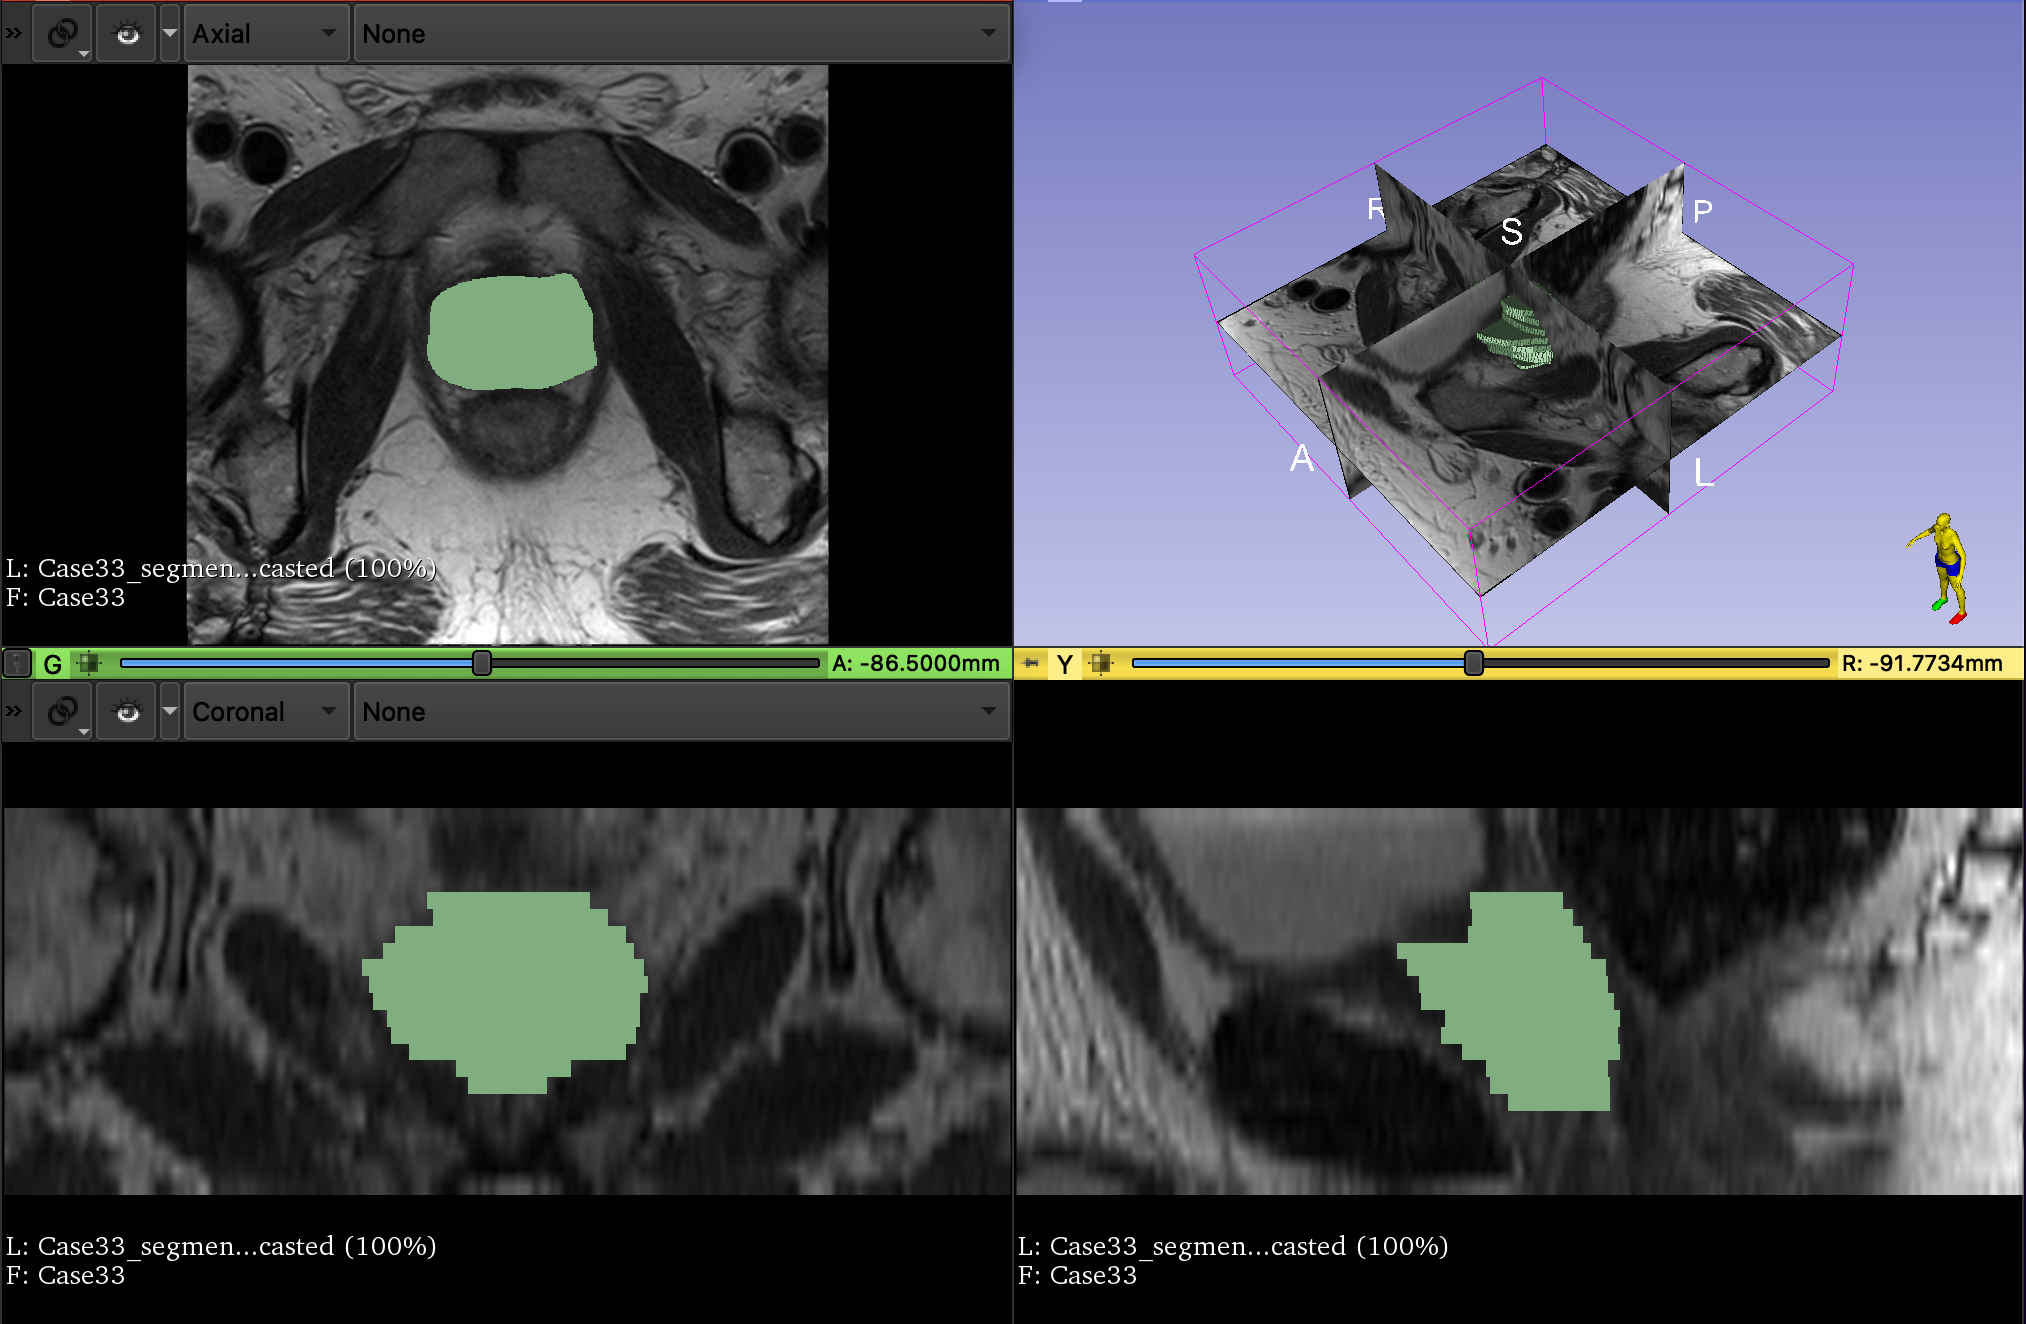 » Axial None
R S P
A L
L: Case33_segmen...casted (100%)
F: Case33
G A: -86.5000mm
Y R: -91.7734mm
» Coronal None
L: Case33_segmen...casted (100%)
F: Case33
L: Case33_segmen...casted (100%)
F: Case33